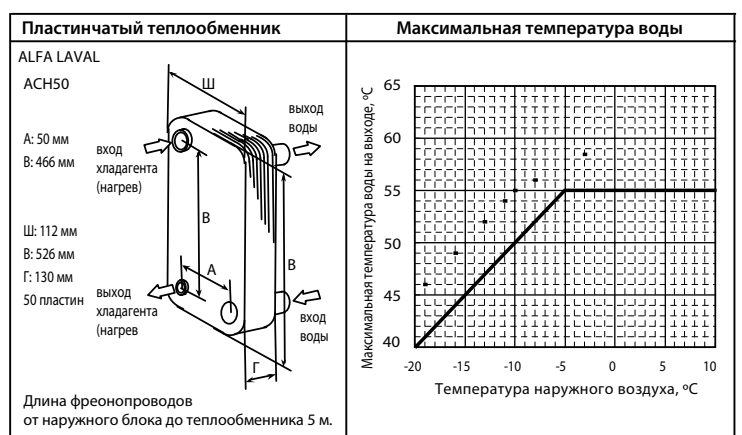 Пластинчатый теплообменник
Максимальная температура воды
ALFA LAVAL
ACH50
A: 50 мм
B: 466 мм
Ш: 112 мм
В: 526 мм
Г: 130 мм
50 пластин
Ш
выход
воды
вход
хладагента
(нагрев)
B
A
В
выход
хладагента
(нагрев
вход
воды
Г
Длина фреонопроводов
от наружного блока до теплообменника 5 м.
Максимальная температура воды на выходе, ºC
65
60
55
50
45
40
-20 -15 -10 -5 0 5 10
Температура наружного воздуха, ºC